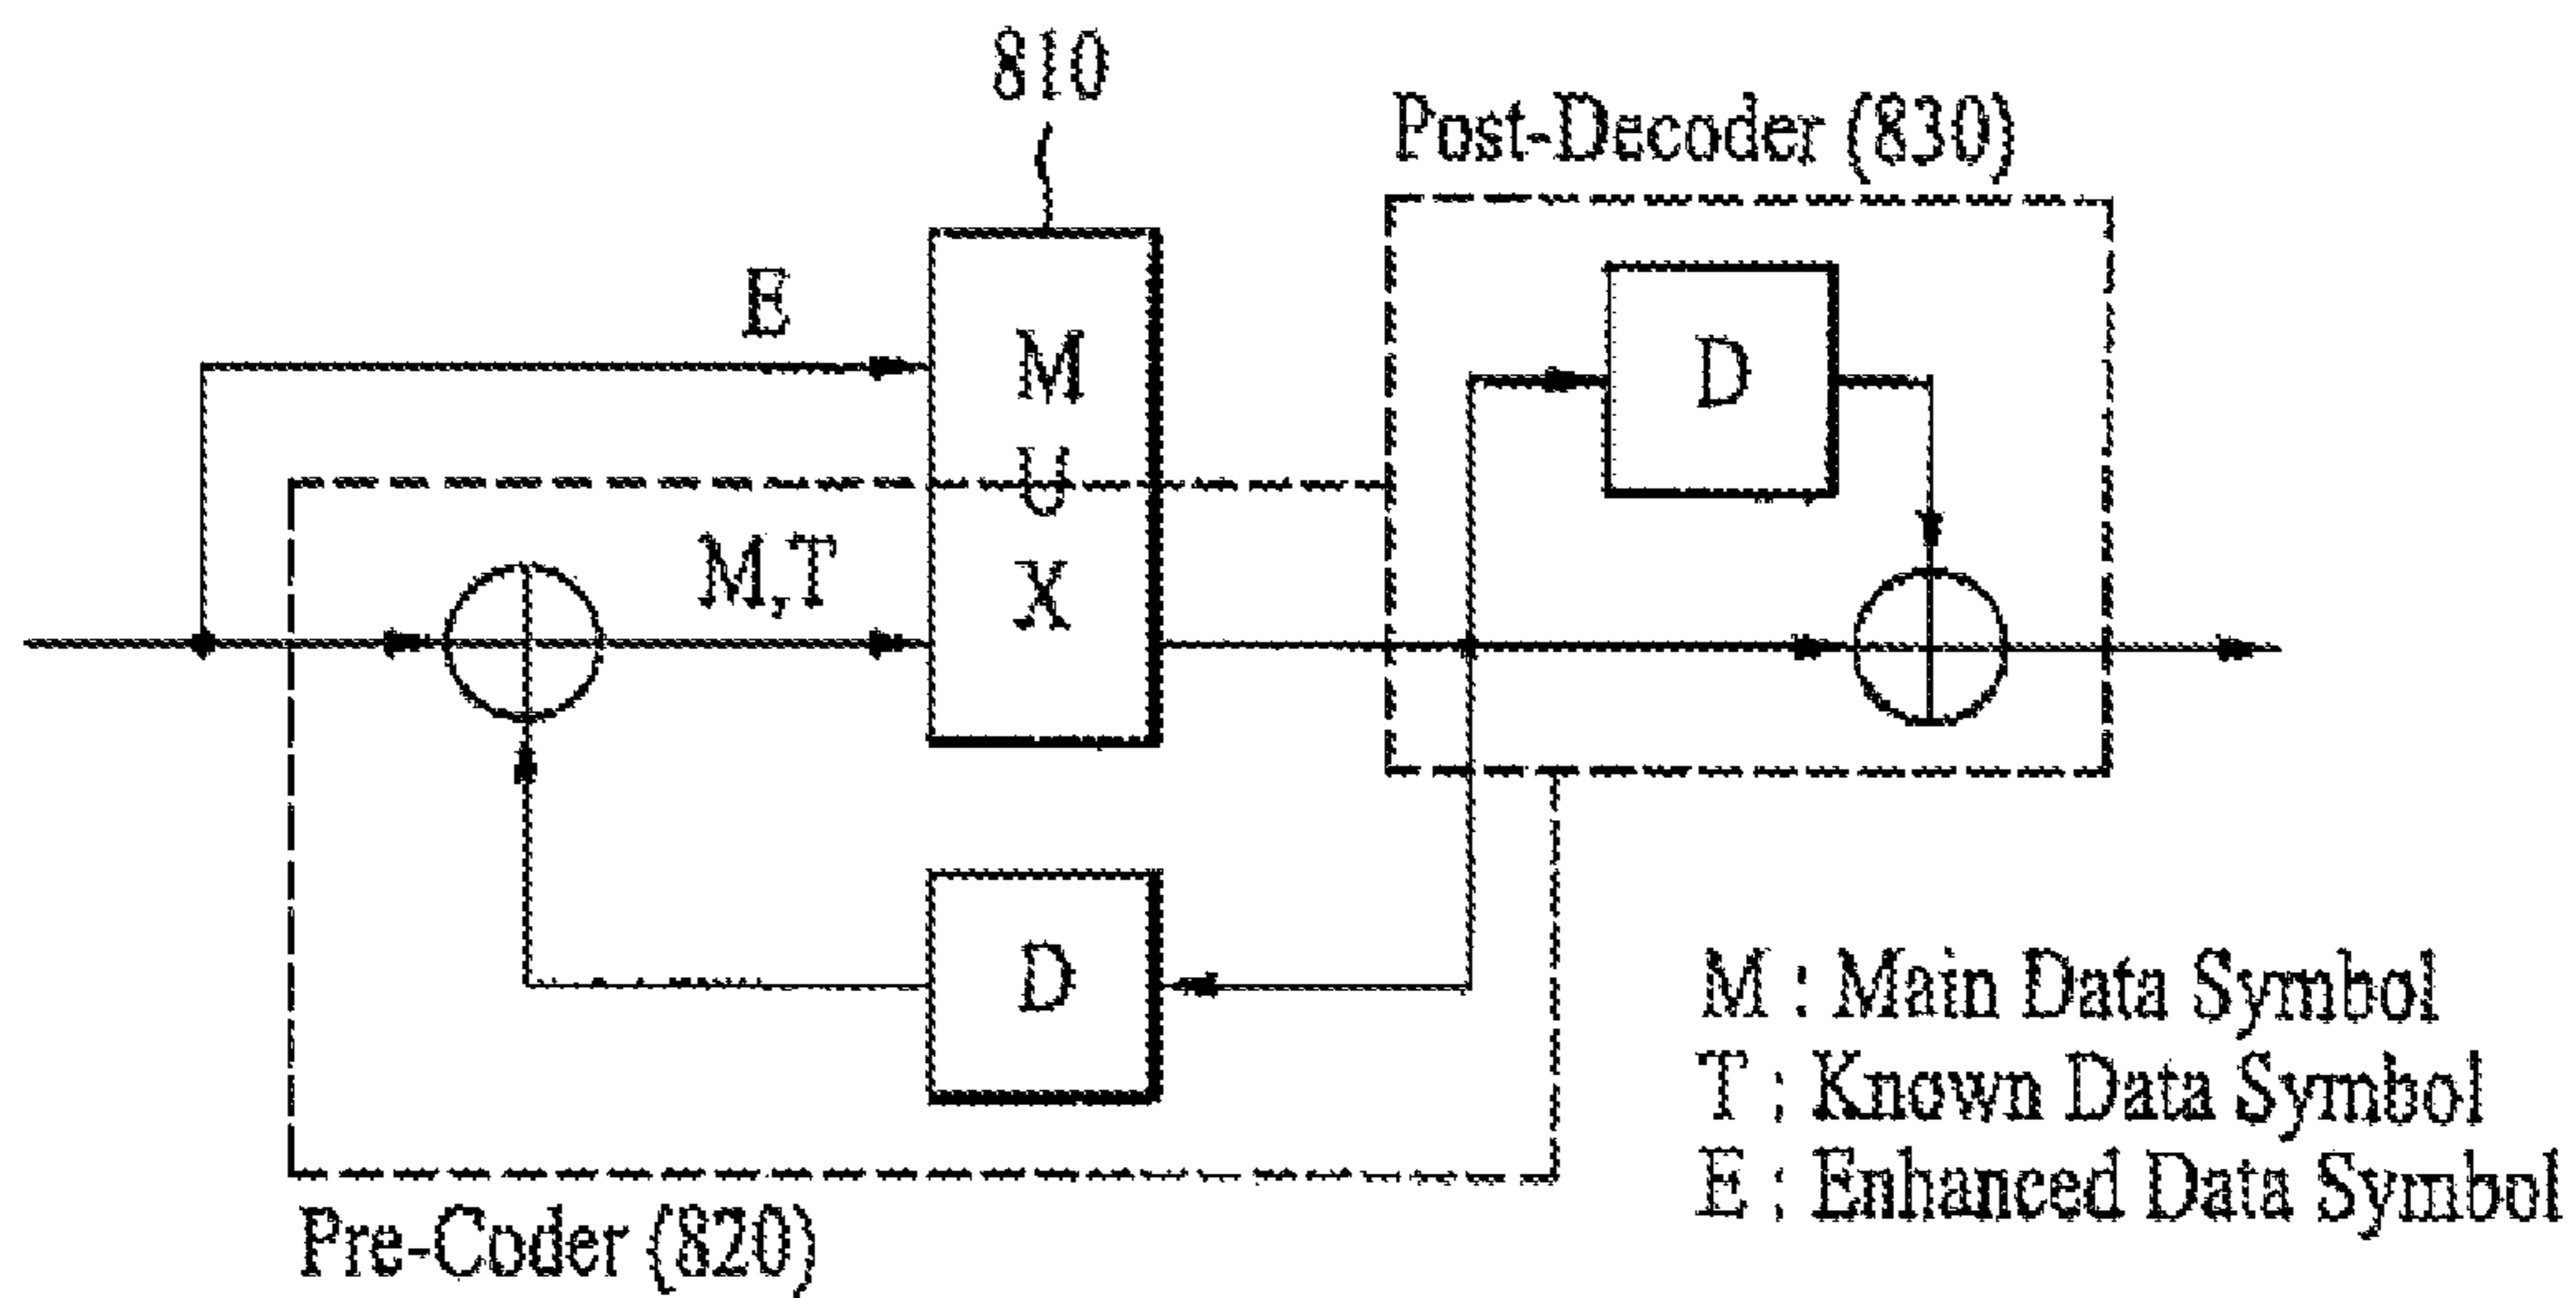 810
Post-Decoder (830)
E
M
U
X
D
M,T
D
M : Main Data Symbol
T : Known Data Symbol
E : Enhanced Data Symbol
Pre-Coder (820)